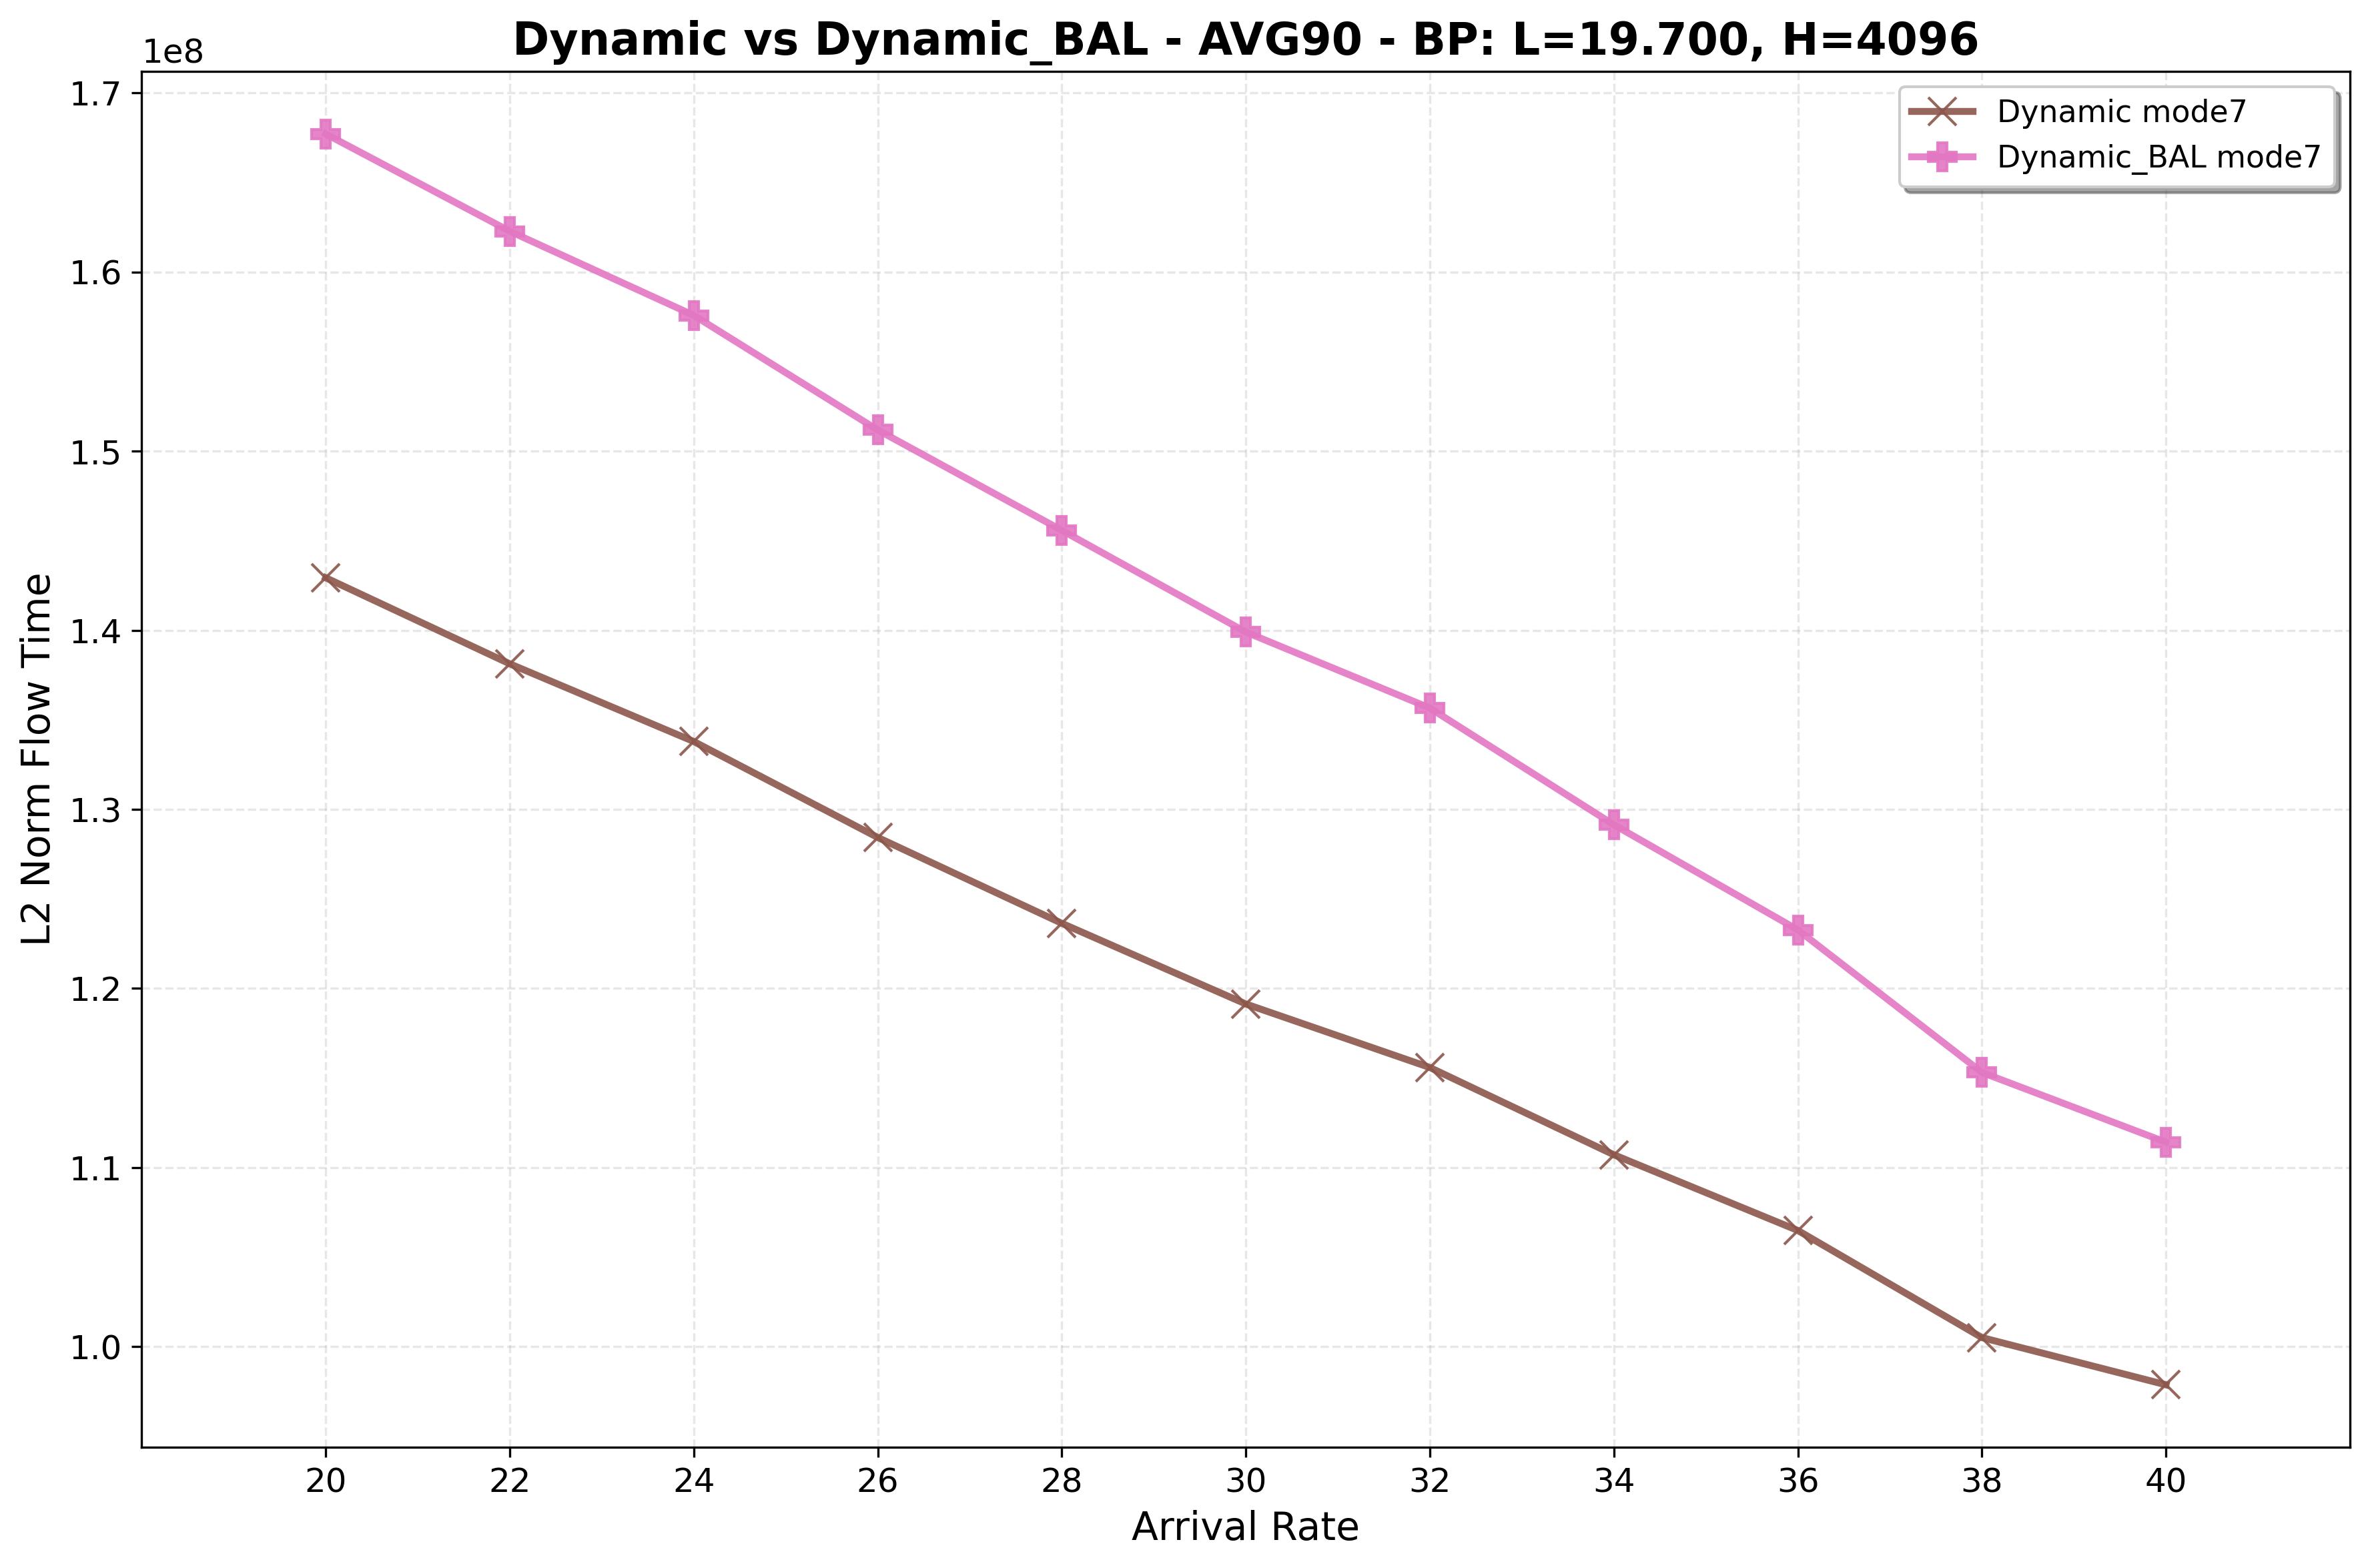 Dynamic vs Dynamic_BAL - AVG90 - BP: L=19.700, H=4096
1e8
1.7
1.6
1.5
1.4
1.3
1.2
1.1
1.0
L2 Norm Flow Time
Dynamic mode7
Dynamic_BAL mode7
20 22 24 26 28 30 32 34 36 38 40
Arrival Rate